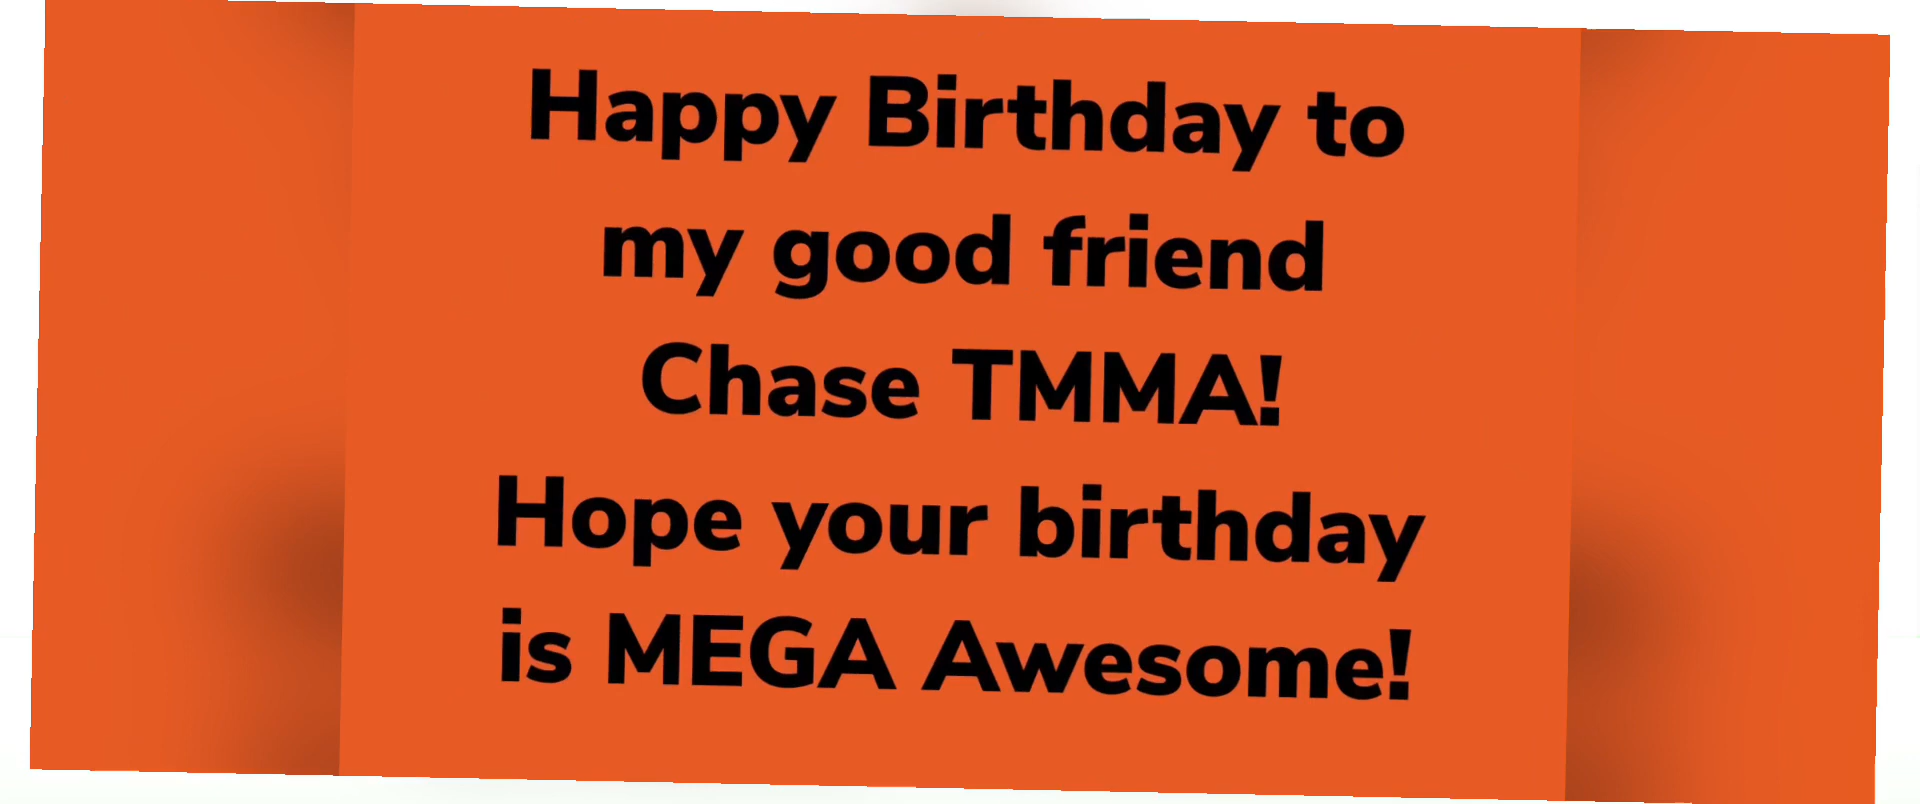 Happy Birthday to
my good friend
Chase TMMA!
Hope your birthday
is MEGA Awesome!